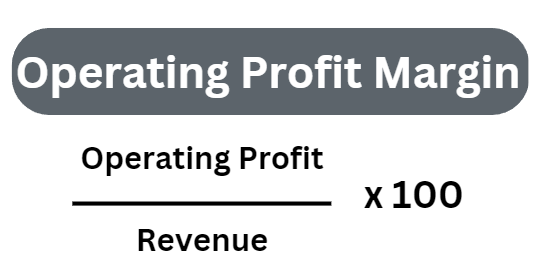 Operating Profit Margin
Operating Profit
x 100
Revenue